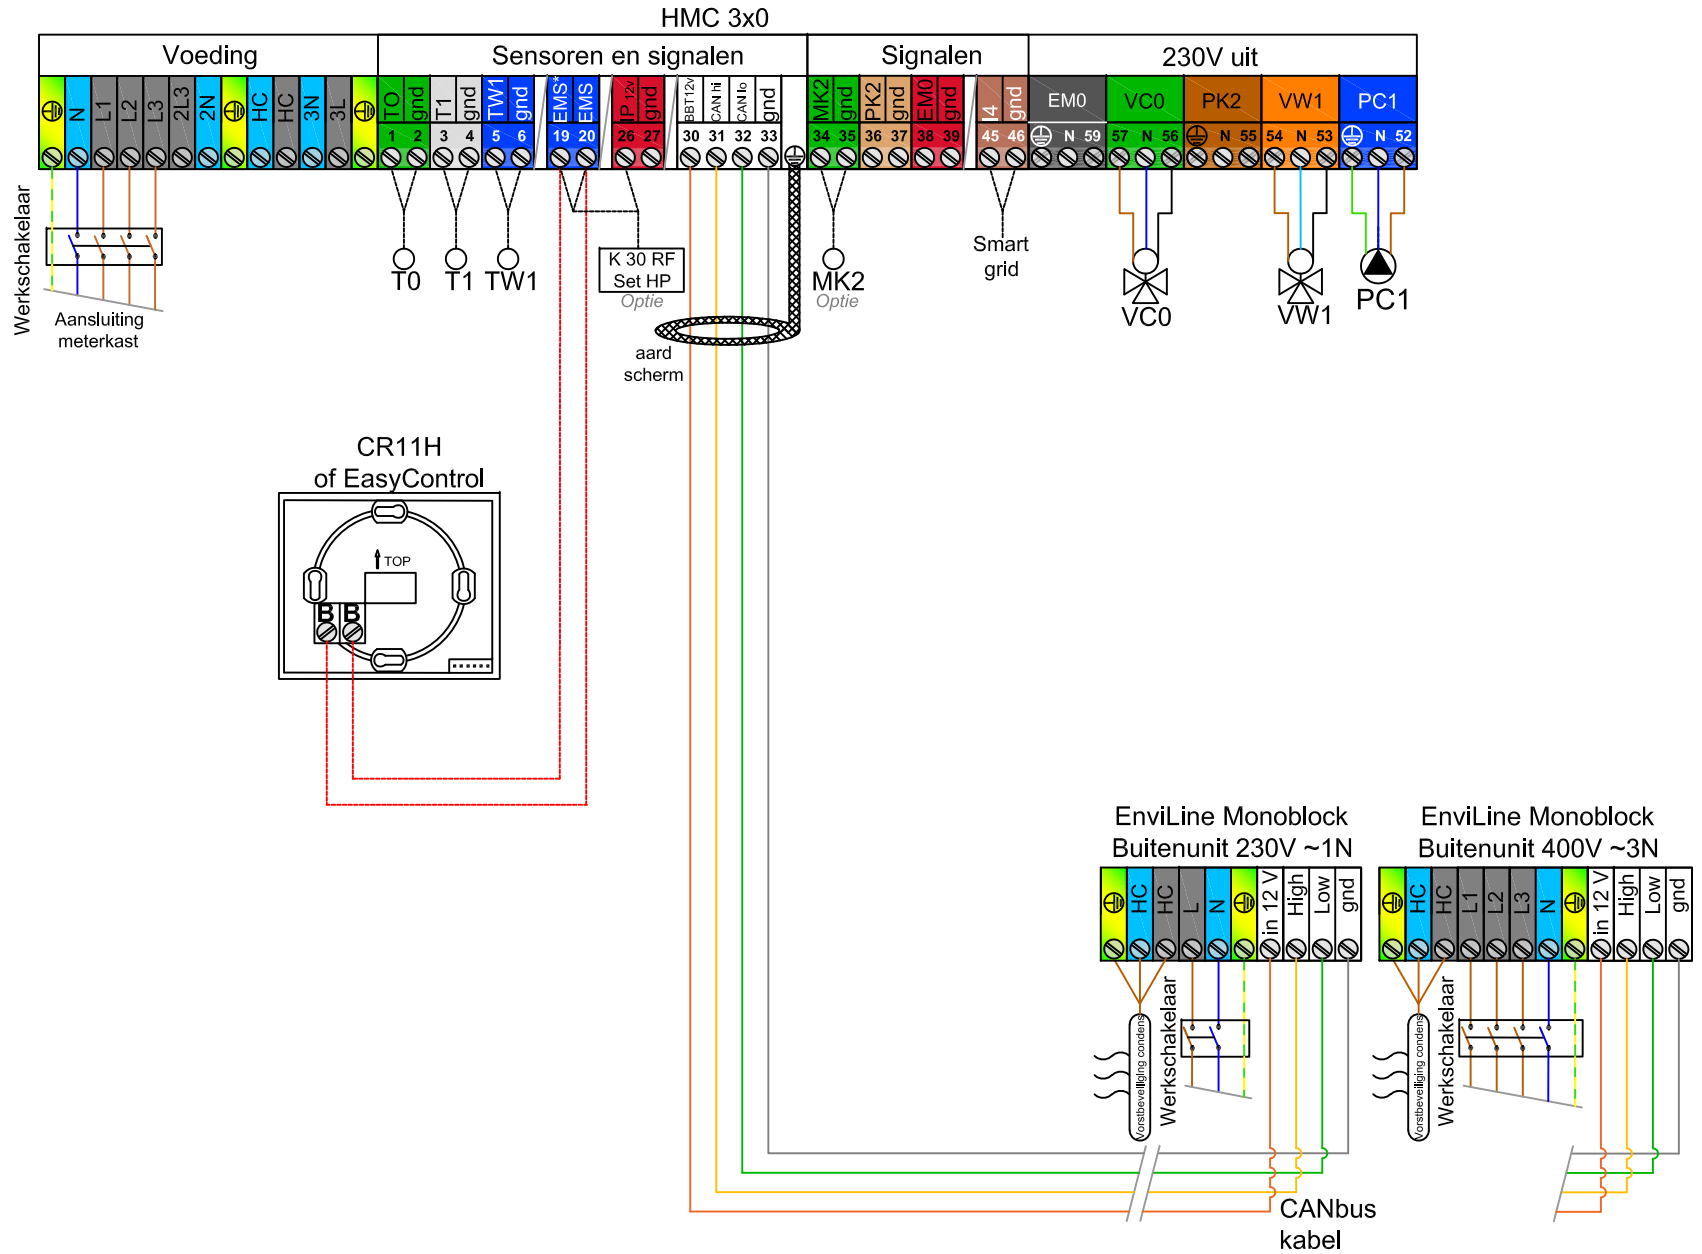 HMC 3x0
Voeding
Sensoren en signalen
Signalen
230V uit
N L1 L2 L3 2L3 2N HC HC 3N 3L
TO gnd T1 gnd TW1 gnd EMS* EMS IP 12v gnd BBT12v CAN hi CAN lo gnd
MK2 gnd PK2 gnd EM0 gnd I4 gnd
EM0 VC0 PK2 VW1 PC1
1 2 3 4 5 6 19 20 26 27 30 31 32 33
34 35 36 37 38 39 45 46
N 59 57 N 56 N 55 54 N 53 N 52
Werkschakelaar
Aansluiting
meterkast
T0
T1
TW1
K 30 RF
Set HP
Optie
MK2
Optie
Smart
grid
VC0
VW1
PC1
aard
scherm
CR11H
of EasyControl
TOP
B B
EnviLine Monoblock
Buitenunit 230V ~1N
HC HC L N in 12 V High Low gnd
Vorstbeveiliging condens
Werkschakelaar
EnviLine Monoblock
Buitenunit 400V ~3N
HC HC L1 L2 L3 N in 12 V High Low gnd
Vorstbeveiliging condens
Werkschakelaar
CANbus
kabel